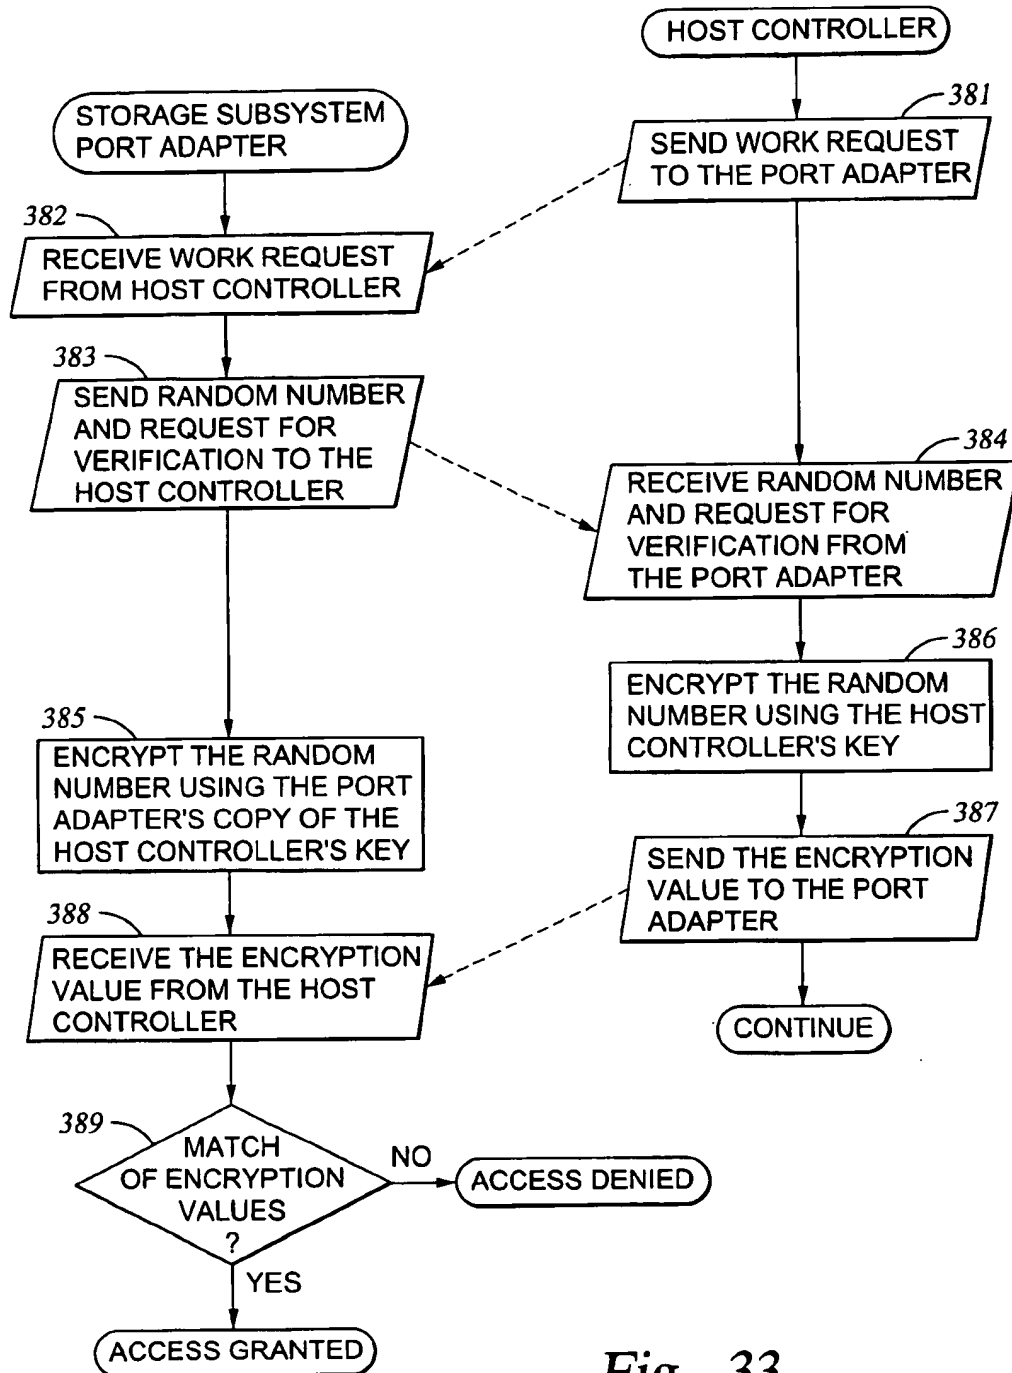 HOST CONTROLLER
381
SEND WORK REQUEST
TO THE PORT ADAPTER
STORAGE SUBSYSTEM
PORT ADAPTER
382
RECEIVE WORK REQUEST
FROM HOST CONTROLLER
383
SEND RANDOM NUMBER
AND REQUEST FOR
VERIFICATION TO THE
HOST CONTROLLER
384
RECEIVE RANDOM NUMBER
AND REQUEST FOR
VERIFICATION FROM
THE PORT ADAPTER
386
ENCRYPT THE RANDOM
NUMBER USING THE HOST
CONTROLLER'S KEY
385
ENCRYPT THE RANDOM
NUMBER USING THE PORT
ADAPTER'S COPY OF THE
HOST CONTROLLER'S KEY
387
SEND THE ENCRYPTION
VALUE TO THE PORT
ADAPTER
388
RECEIVE THE ENCRYPTION
VALUE FROM THE HOST
CONTROLLER
CONTINUE
389
MATCH
OF ENCRYPTION
VALUES
?
NO
ACCESS DENIED
YES
ACCESS GRANTED
Fig. 33